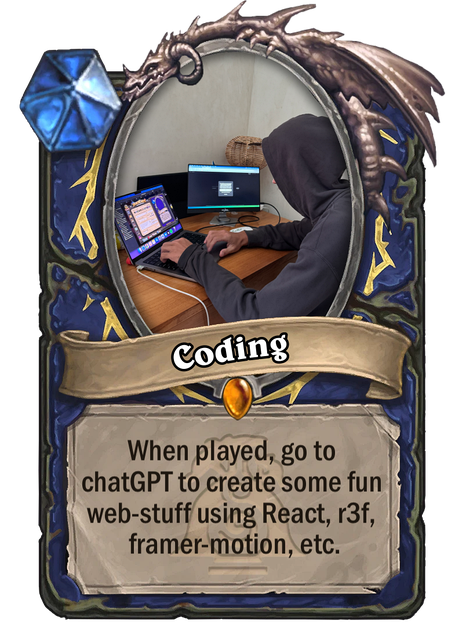 Coding
When played, go to
chatGPT to create some fun
web-stuff using React, r3f,
framer-motion, etc.